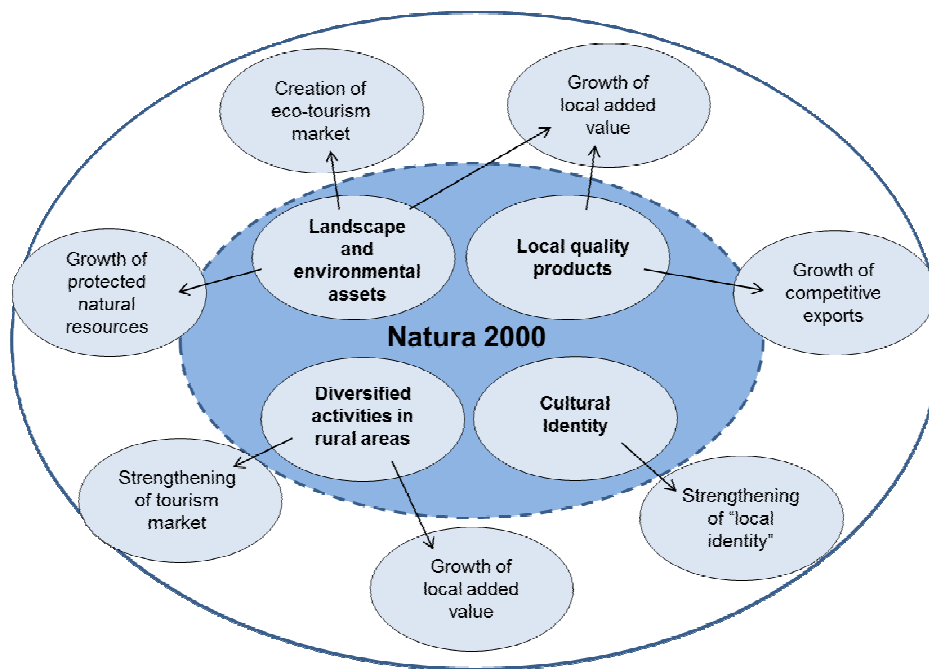 Creation of
eco-tourism
market
Growth of
local added
value
Landscape
and
environmental
assets
Local quality
products
Growth of
protected
natural
resources
Growth of
competitive
exports
Natura 2000
Diversified
activities in
rural areas
Cultural
Identity
Strengthening
of tourism
market
Strengthening
of “local
identity”
Growth of
local added
value